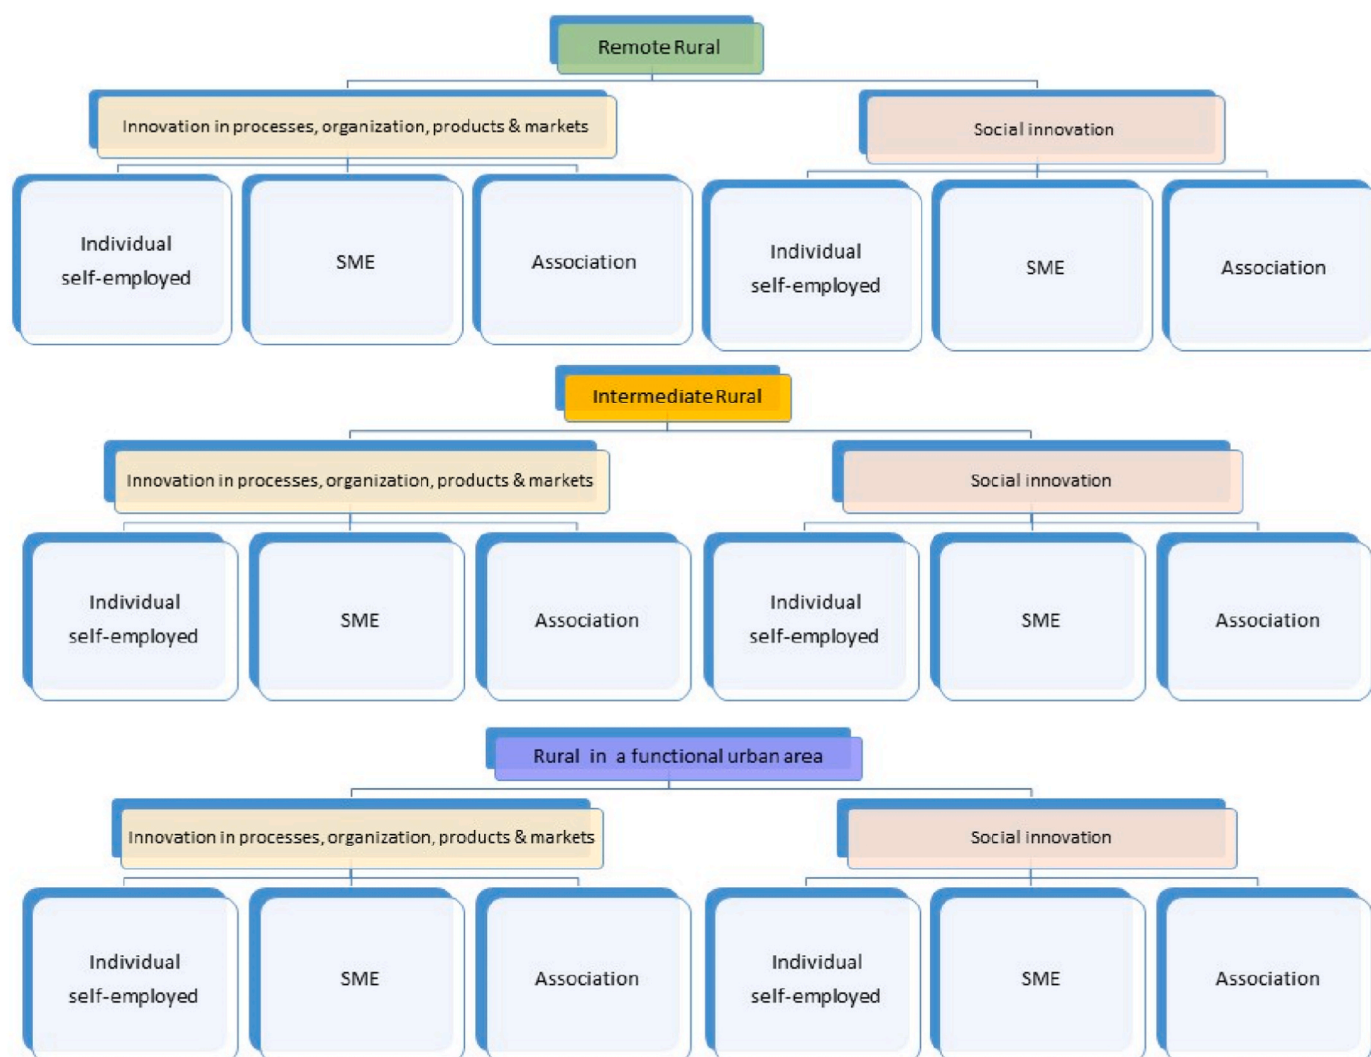 Remote Rural
Innovation in processes, organization, products & markets
Social innovation
Individual
self-employed
SME
Association
Individual
self-employed
SME
Association
Intermediate Rural
Innovation in processes, organization, products & markets
Social innovation
Individual
self-employed
SME
Association
Individual
self-employed
SME
Association
Rural in a functional urban area
Innovation in processes, organization, products & markets
Social innovation
Individual
self-employed
SME
Association
Individual
self-employed
SME
Association